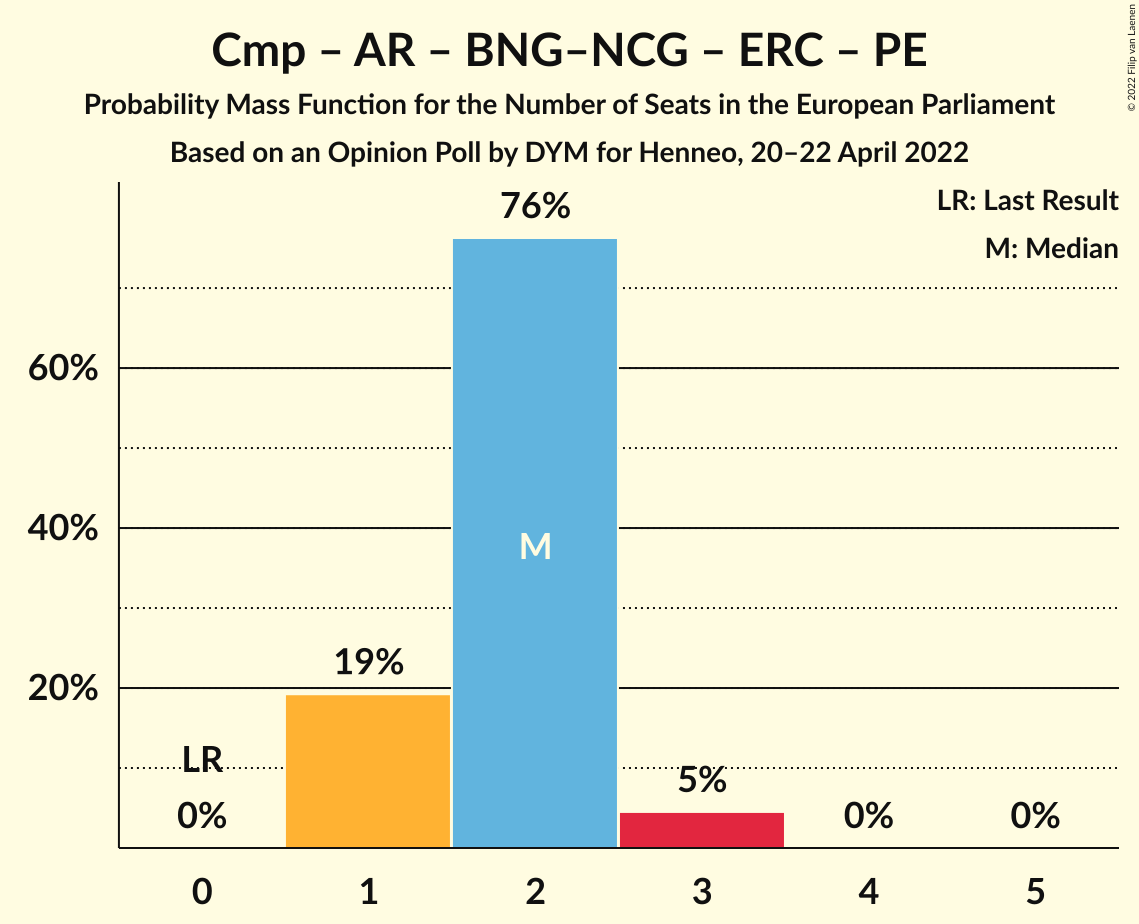 Cmp – AR – BNG–NCG – ERC – PE
Probability Mass Function for the Number of Seats in the European Parliament
Based on an Opinion Poll by DYM for Henneo, 20–22 April 2022
© 2022 Filip van Laenen
LR: Last Result
M: Median
76%
60%
40%
M
19%
20%
LR
5%
0%
0%
0%
0 1 2 3 4 5